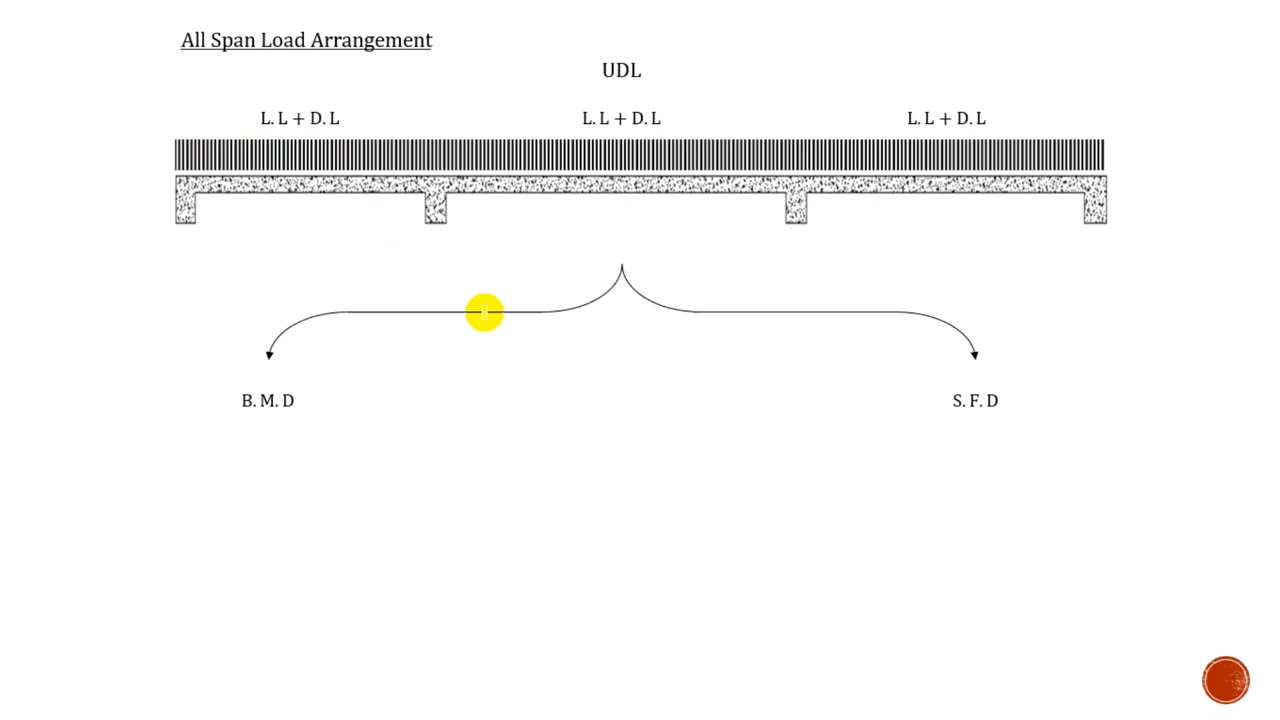 All Span Load Arrangement
UDL
L. L + D. L L. L + D. L L. L + D. L
B. M. D S. F. D